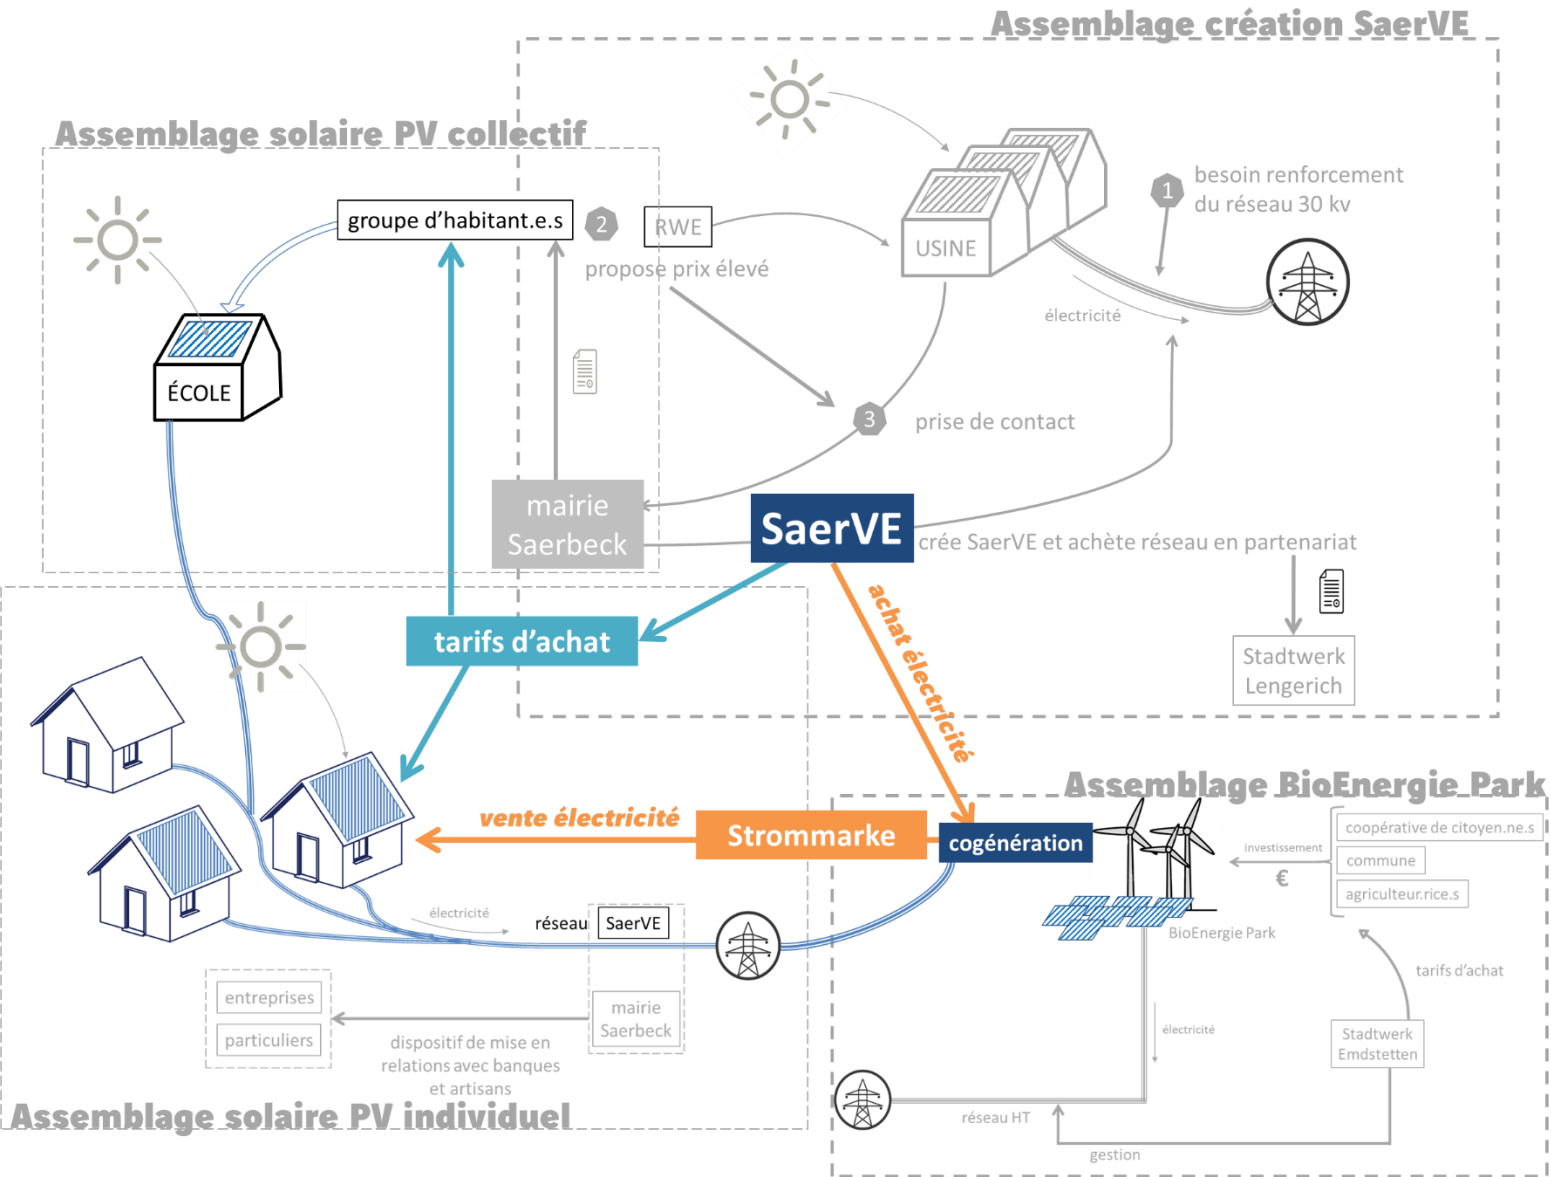 Assemblage création SaerVE
Assemblage solaire PV collectif
groupe d'habitant.e.s
2
RWE
propose prix élevé
USINE
1
besoin renforcement
du réseau 30 kv
électricité
ÉCOLE
3
prise de contact
mairie
Saerbeck
SaerVE
crée SaerVE et achète réseau en partenariat
Stadtwerk
Lengerich
tarifs d'achat
achat électricité
vente électricité
Strommarke
cogénération
Assemblage BioEnergie Park
coopérative de citoyen.ne.s
investissement
€
commune
agriculteur.rice.s
BioEnergie Park
tarifs d'achat
électricité
Stadtwerk
Emdstetten
réseau HT
gestion
électricité
réseau
SaerVE
mairie
Saerbeck
entreprises
particuliers
dispositif de mise en
relations avec banques
et artisans
Assemblage solaire PV individuel